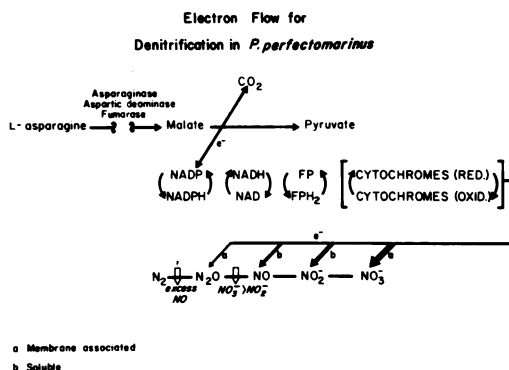 Electron Flow for
Denitrification in P. perfectomarinus
CO2
Asparaginase
Aspartic deaminase
Fumarase
L-asparagine Malate Pyruvate
e-
NADP NADH FP CYTOCHROMES (RED.)
NADPH NAD FPH2 CYTOCHROMES (OXID.)
e-
a b b a
N2 N2O NO NO2- NO3-
excess NO3- > NO2-
NO
a Membrane associated
b Soluble